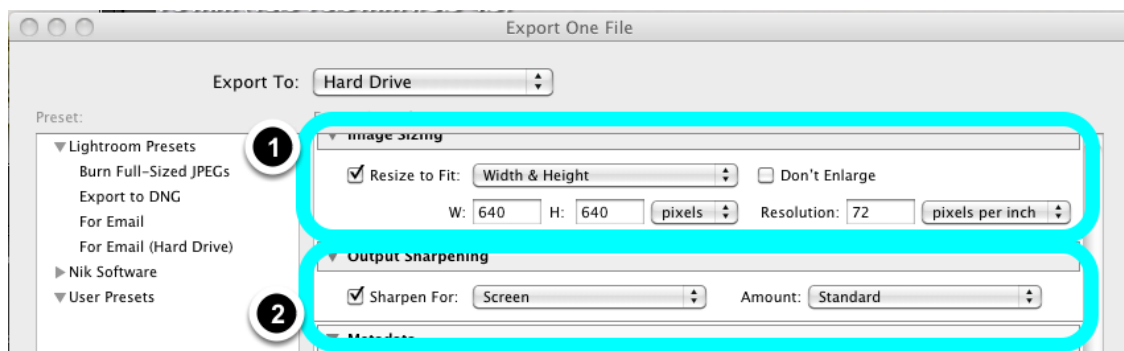 Export One File
Export To: Hard Drive
Preset:
Image Sizing
1
Lightroom Presets
Burn Full-Sized JPEGs
Export to DNG
For Email
For Email (Hard Drive)
Nik Software
User Presets
Resize to Fit: Width & Height Don't Enlarge
W: 640 H: 640 pixels Resolution: 72 pixels per inch
Output Sharpening
2
Sharpen For: Screen Amount: Standard
Metadata